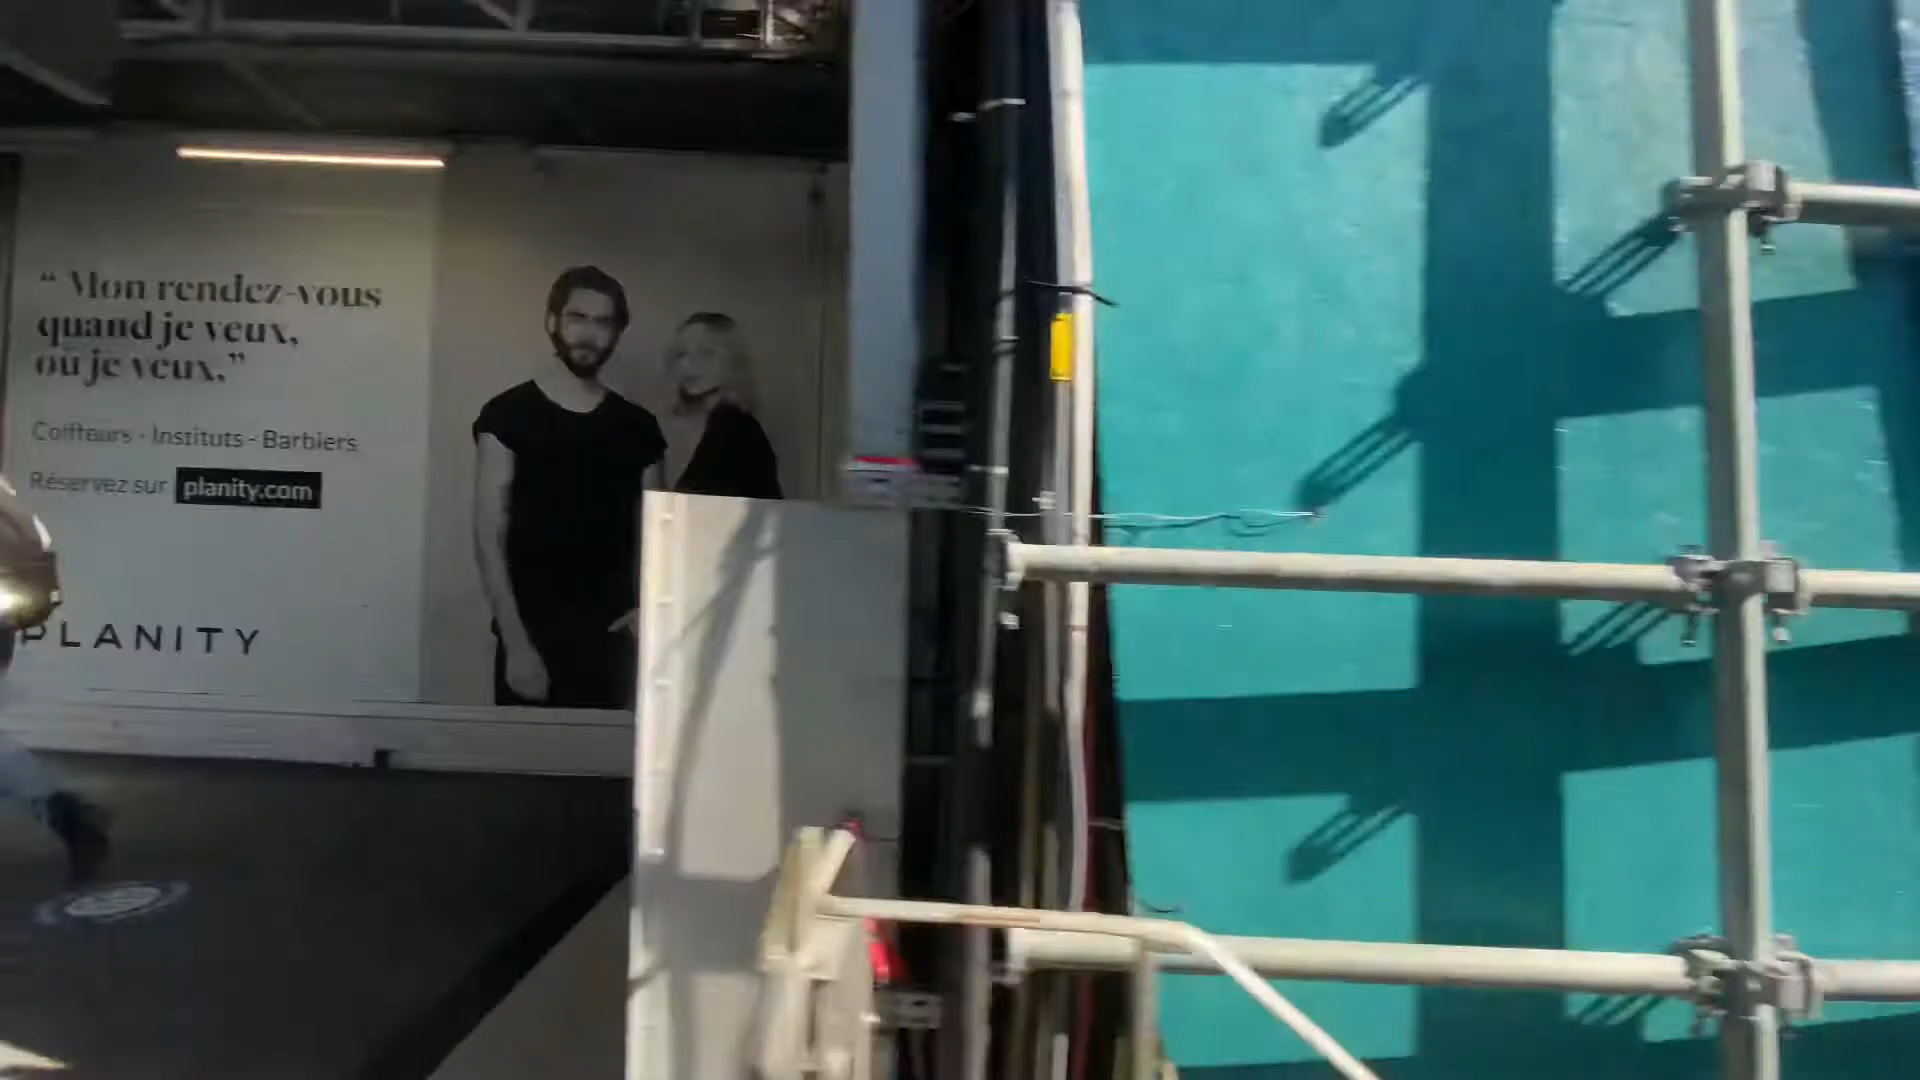 “ Mon rendez-vous
quand je veux,
où je veux.”
Coiffeurs - Instituts - Barbiers
Réservez sur planity.com
PLANITY